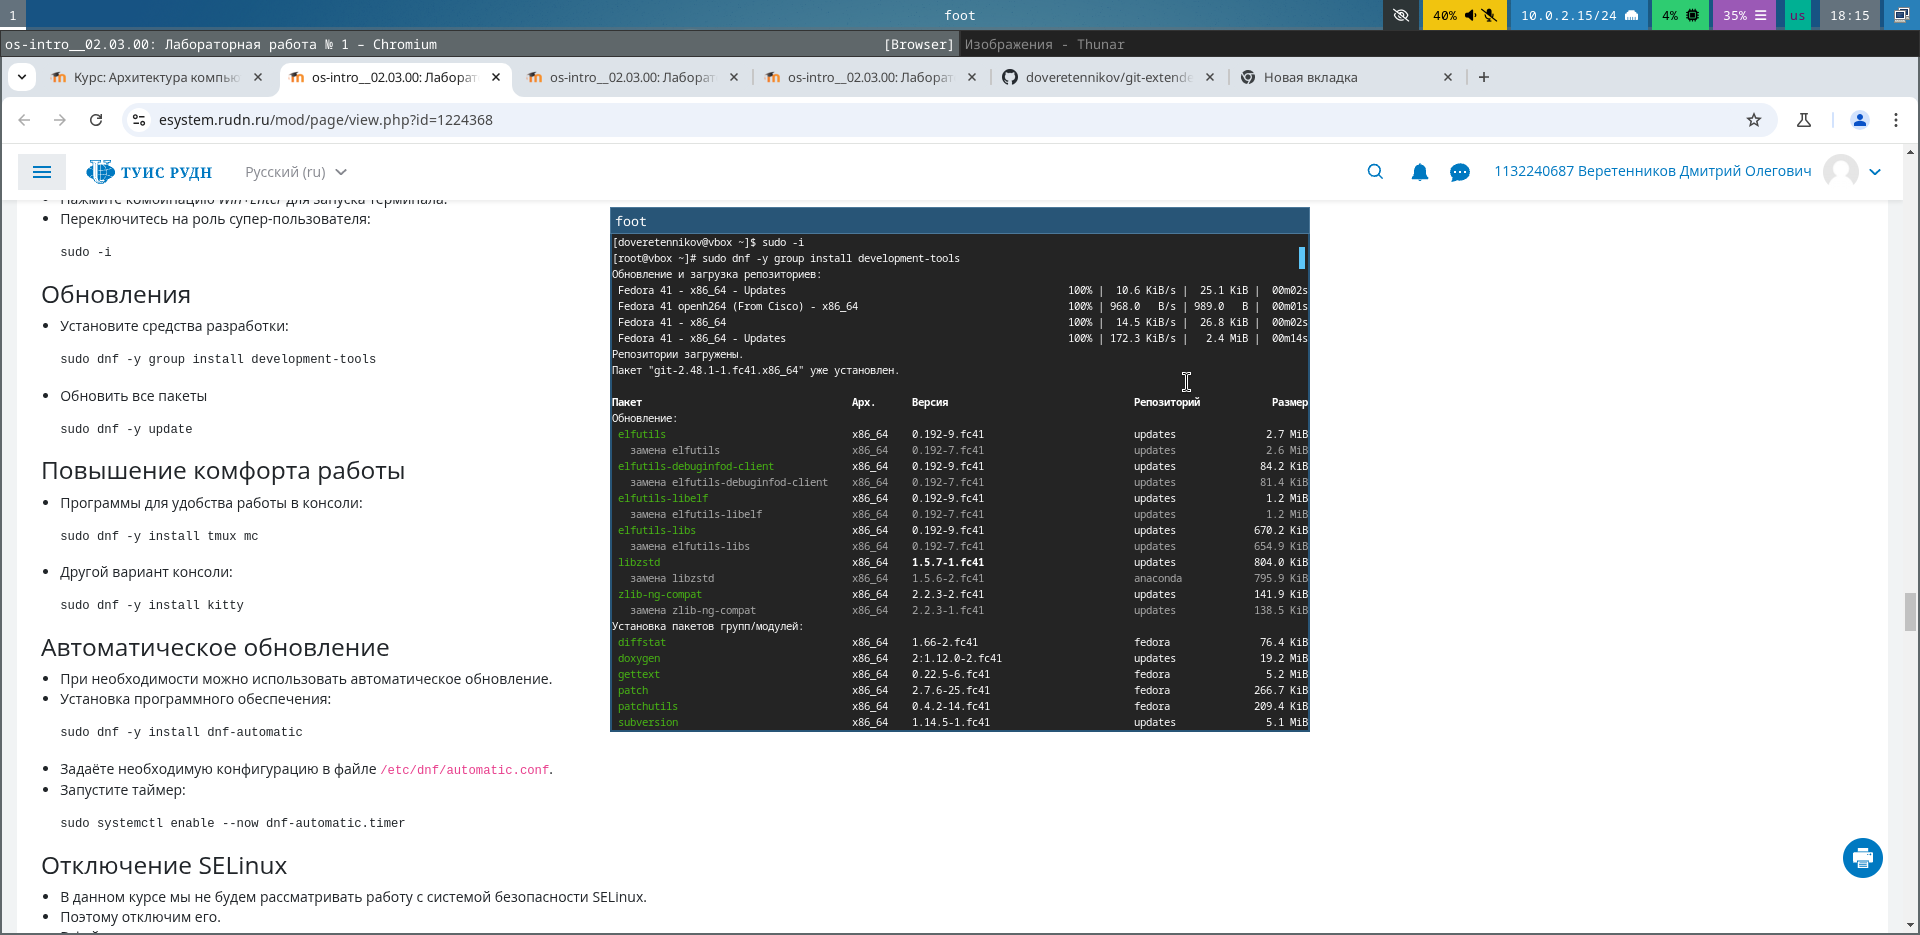 1
foot
40%
10.0.2.15/24
4%
35%
us
18:15
os-intro__02.03.00: Лабораторная работа № 1 – Chromium
[Browser]
Изображения - Thunar
Курс: Архитектура компью
os-intro__02.03.00: Лаборат
os-intro__02.03.00: Лаборат
os-intro__02.03.00: Лаборат
doveretennikov/git-extende
Новая вкладка
esystem.rudn.ru/mod/page/view.php?id=1224368
ТУИС РУДН
Русский (ru)
1132240687 Веретенников Дмитрий Олегович
Нажмите комбинацию Win+Enter для запуска терминала.
Переключитесь на роль супер-пользователя:
sudo -i
Обновления
Установите средства разработки:
sudo dnf -y group install development-tools
Обновить все пакеты
sudo dnf -y update
Повышение комфорта работы
Программы для удобства работы в консоли:
sudo dnf -y install tmux mc
Другой вариант консоли:
sudo dnf -y install kitty
Автоматическое обновление
При необходимости можно использовать автоматическое обновление.
Установка программного обеспечения:
sudo dnf -y install dnf-automatic
Задаёте необходимую конфигурацию в файле /etc/dnf/automatic.conf.
Запустите таймер:
sudo systemctl enable --now dnf-automatic.timer
Отключение SELinux
В данном курсе мы не будем рассматривать работу с системой безопасности SELinux.
Поэтому отключим его.
foot
[doveretennikov@vbox ~]$ sudo -i
[root@vbox ~]# sudo dnf -y group install development-tools
Обновление и загрузка репозиториев:
Fedora 41 - x86_64 - Updates 100% | 10.6 KiB/s | 25.1 KiB | 00m02s
Fedora 41 openh264 (From Cisco) - x86_64 100% | 968.0 B/s | 989.0 B | 00m01s
Fedora 41 - x86_64 100% | 14.5 KiB/s | 26.8 KiB | 00m02s
Fedora 41 - x86_64 - Updates 100% | 172.3 KiB/s | 2.4 MiB | 00m14s
Репозитории загружены.
Пакет "git-2.48.1-1.fc41.x86_64" уже установлен.
Пакет Арх. Версия Репозиторий Размер
Обновление:
elfutils x86_64 0.192-9.fc41 updates 2.7 MiB
замена elfutils x86_64 0.192-7.fc41 updates 2.6 MiB
elfutils-debuginfod-client x86_64 0.192-9.fc41 updates 84.2 KiB
замена elfutils-debuginfod-client x86_64 0.192-7.fc41 updates 81.4 KiB
elfutils-libelf x86_64 0.192-9.fc41 updates 1.2 MiB
замена elfutils-libelf x86_64 0.192-7.fc41 updates 1.2 MiB
elfutils-libs x86_64 0.192-9.fc41 updates 670.2 KiB
замена elfutils-libs x86_64 0.192-7.fc41 updates 654.9 KiB
libzstd x86_64 1.5.7-1.fc41 updates 804.0 KiB
замена libzstd x86_64 1.5.6-2.fc41 anaconda 795.9 KiB
zlib-ng-compat x86_64 2.2.3-2.fc41 updates 141.9 KiB
замена zlib-ng-compat x86_64 2.2.3-1.fc41 updates 138.5 KiB
Установка пакетов групп/модулей:
diffstat x86_64 1.66-2.fc41 fedora 76.4 KiB
doxygen x86_64 2:1.12.0-2.fc41 updates 19.2 MiB
gettext x86_64 0.22.5-6.fc41 fedora 5.2 MiB
patch x86_64 2.7.6-25.fc41 fedora 266.7 KiB
patchutils x86_64 0.4.2-14.fc41 fedora 209.4 KiB
subversion x86_64 1.14.5-1.fc41 updates 5.1 MiB